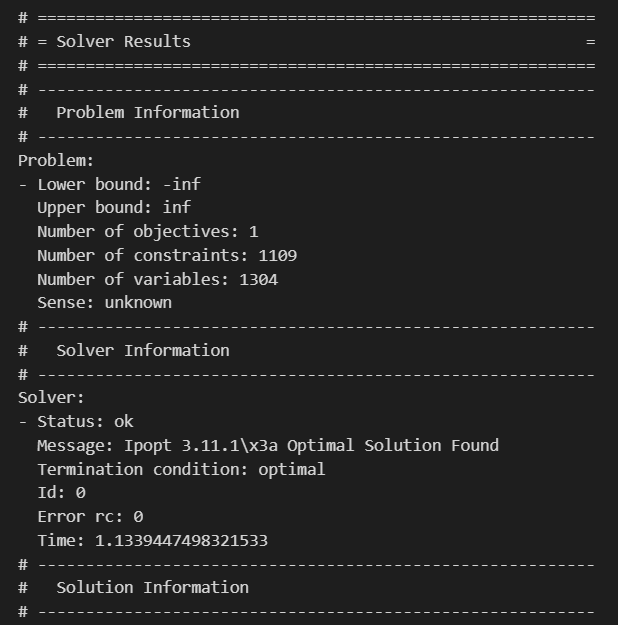 # ==========================================================
# = Solver Results                                         =
# ==========================================================
# ----------------------------------------------------------
#   Problem Information
# ----------------------------------------------------------
Problem:
- Lower bound: -inf
  Upper bound: inf
  Number of objectives: 1
  Number of constraints: 1109
  Number of variables: 1304
  Sense: unknown
# ----------------------------------------------------------
#   Solver Information
# ----------------------------------------------------------
Solver:
- Status: ok
  Message: Ipopt 3.11.1\x3a Optimal Solution Found
  Termination condition: optimal
  Id: 0
  Error rc: 0
  Time: 1.1339447498321533
# ----------------------------------------------------------
#   Solution Information
# ----------------------------------------------------------